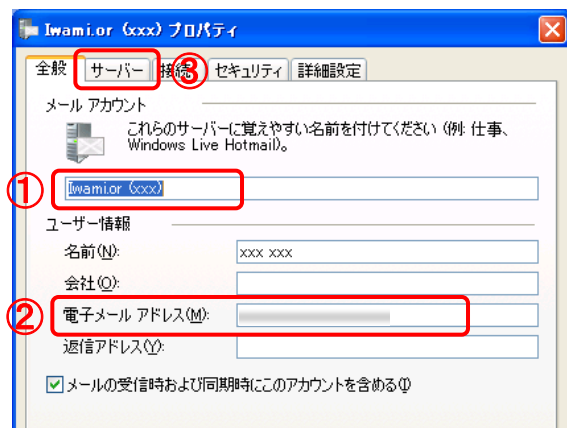 Iwami.or (xxx) プロパティ
全般 サーバー 接続 セキュリティ 詳細設定
③
メール アカウント
これらのサーバーに覚えやすい名前を付けてください (例: 仕事、
Windows Live Hotmail)。
① Iwami.or (xxx)
ユーザー情報
名前(N): xxx xxx
会社(O):
② 電子メール アドレス(M):
返信アドレス(Y):
メールの受信時および同期時にこのアカウントを含める(I)